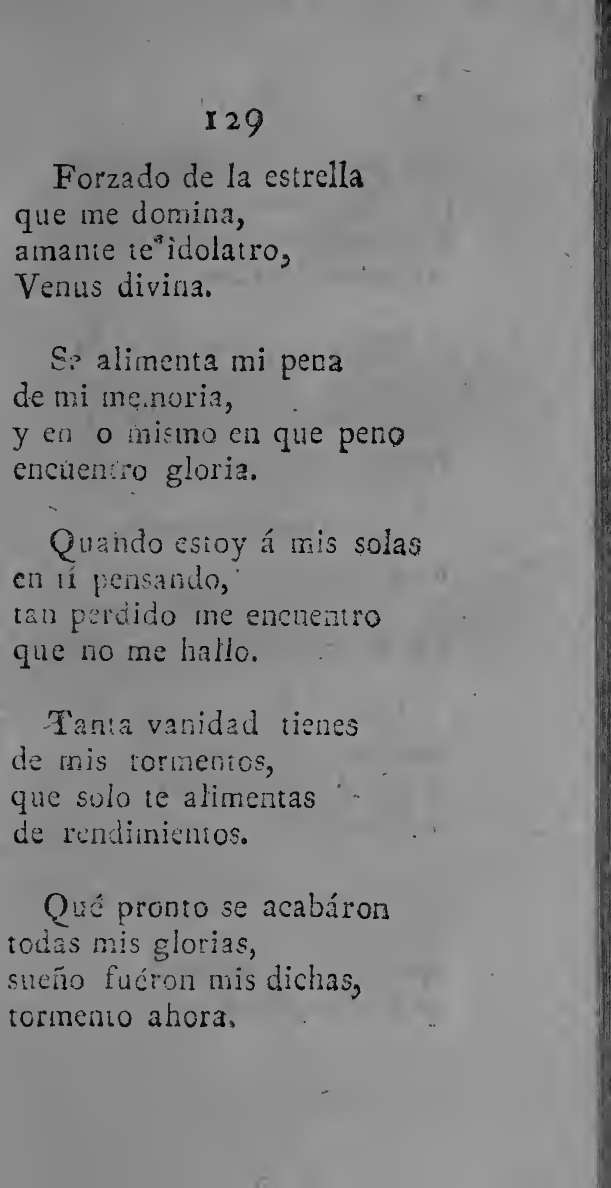 129
Forzado de la estrella
que me domina,
amante te idolatro,
Venus divina.
Se alimenta mi pena
de mi memoria,
y en lo mismo en que peno
encuentro gloria.
Quando estoy á mis solas
en tí pensando,
tan perdido me encuentro
que no me hallo.
Tanta vanidad tienes
de mis tormentos,
que solo te alimentas
de rendimientos.
Qué pronto se acabáron
todas mis glorias,
sueño fuéron mis dichas,
tormento ahora.